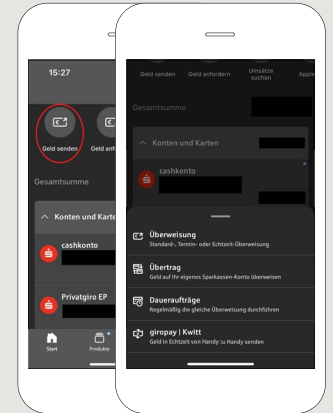 15:27
Geld senden
Geld anf
Gesamtsumme
Konten und Karte
cashkonto
Privatgiro EP
Start
Produkte
Geld senden
Geld anfordern
Umsätze suchen
Apple
Gesamtsumme
Konten und Karten
cashkonto
Überweisung
Standard-, Termin- oder Echtzeit-Überweisung
Übertrag
Geld auf Ihr eigenes Sparkassen-Konto überweisen
Daueraufträge
Regelmäßig die gleiche Überweisung durchführen
giropay | Kwitt
Geld in Echtzeit von Handy zu Handy senden